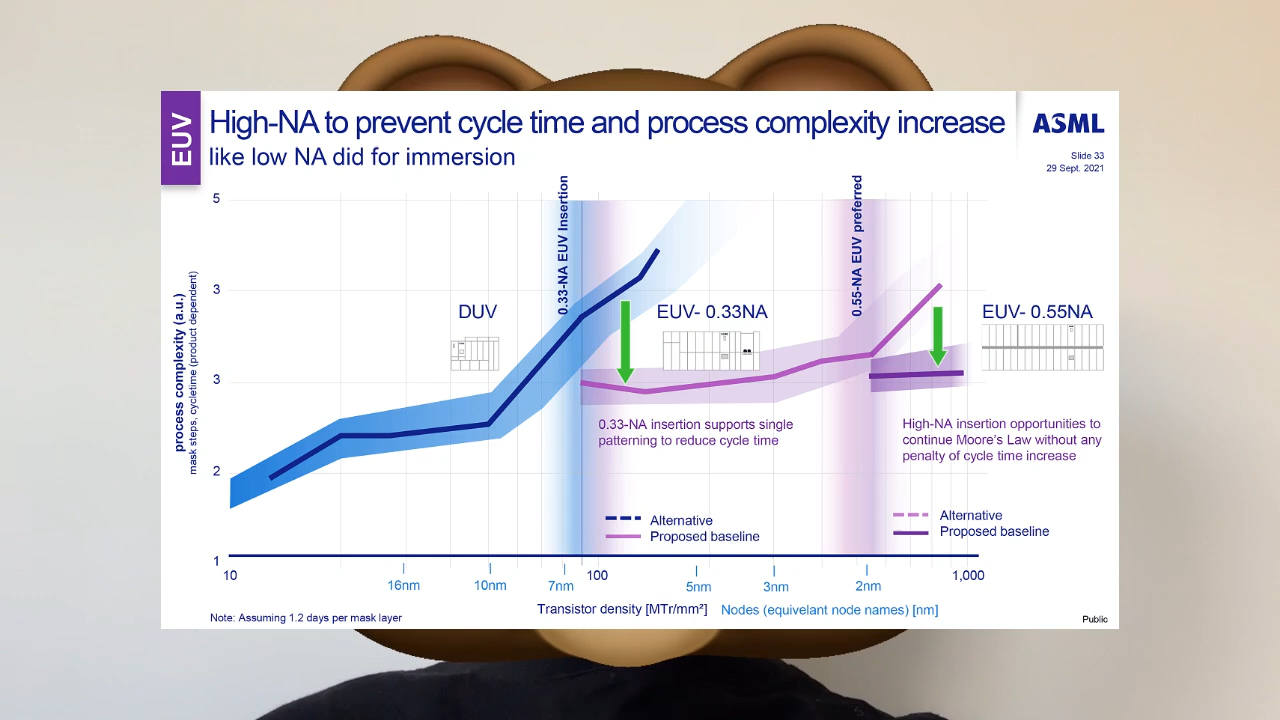 EUV
High-NA to prevent cycle time and process complexity increase
like low NA did for immersion
ASML
Slide 33
29 Sept. 2021
process complexity (a.u.)
mask steps, cycletime (product dependent)
5
3
3
2
1
0.33-NA EUV Insertion
0.55-NA EUV preferred
DUV
EUV- 0.33NA
EUV- 0.55NA
0.33-NA insertion supports single
patterning to reduce cycle time
High-NA insertion opportunities to
continue Moore's Law without any
penalty of cycle time increase
Alternative
Proposed baseline
Alternative
Proposed baseline
10
100
1,000
16nm
10nm
7nm
5nm
3nm
2nm
Transistor density [MTr/mm²]
Nodes (equivelant node names) [nm]
Note: Assuming 1.2 days per mask layer
Public